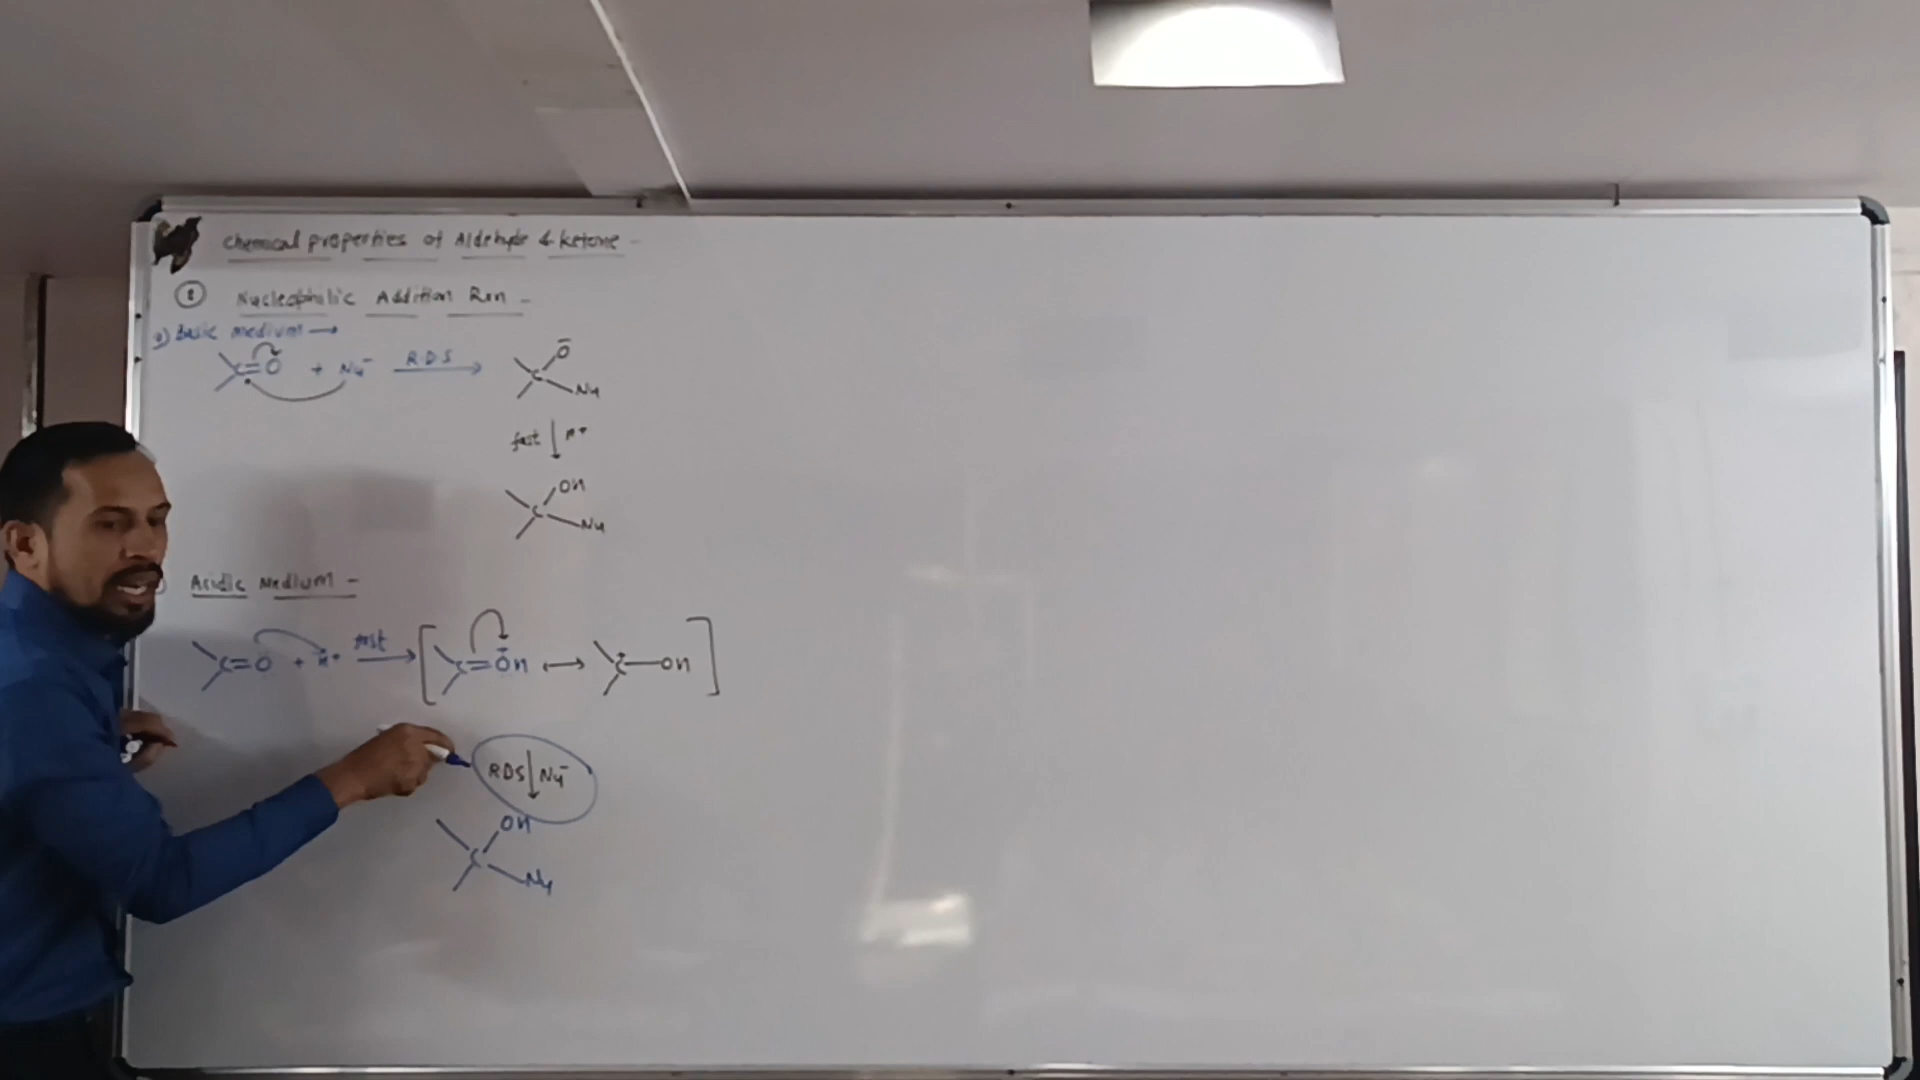 Chemical properties of Aldehyde & ketone -
① Nucleophilic Addition Rxn -
a) Basic medium →
C=O + Nu⁻ R.D.S →
Ō
C
Nu
fast ↓ H+
OH
C
Nu
Acidic Medium -
C=O + H+ fast → [ C=ŌH ↔ C—OH ]
RDS ↓ Nu⁻
OH
C
Nu